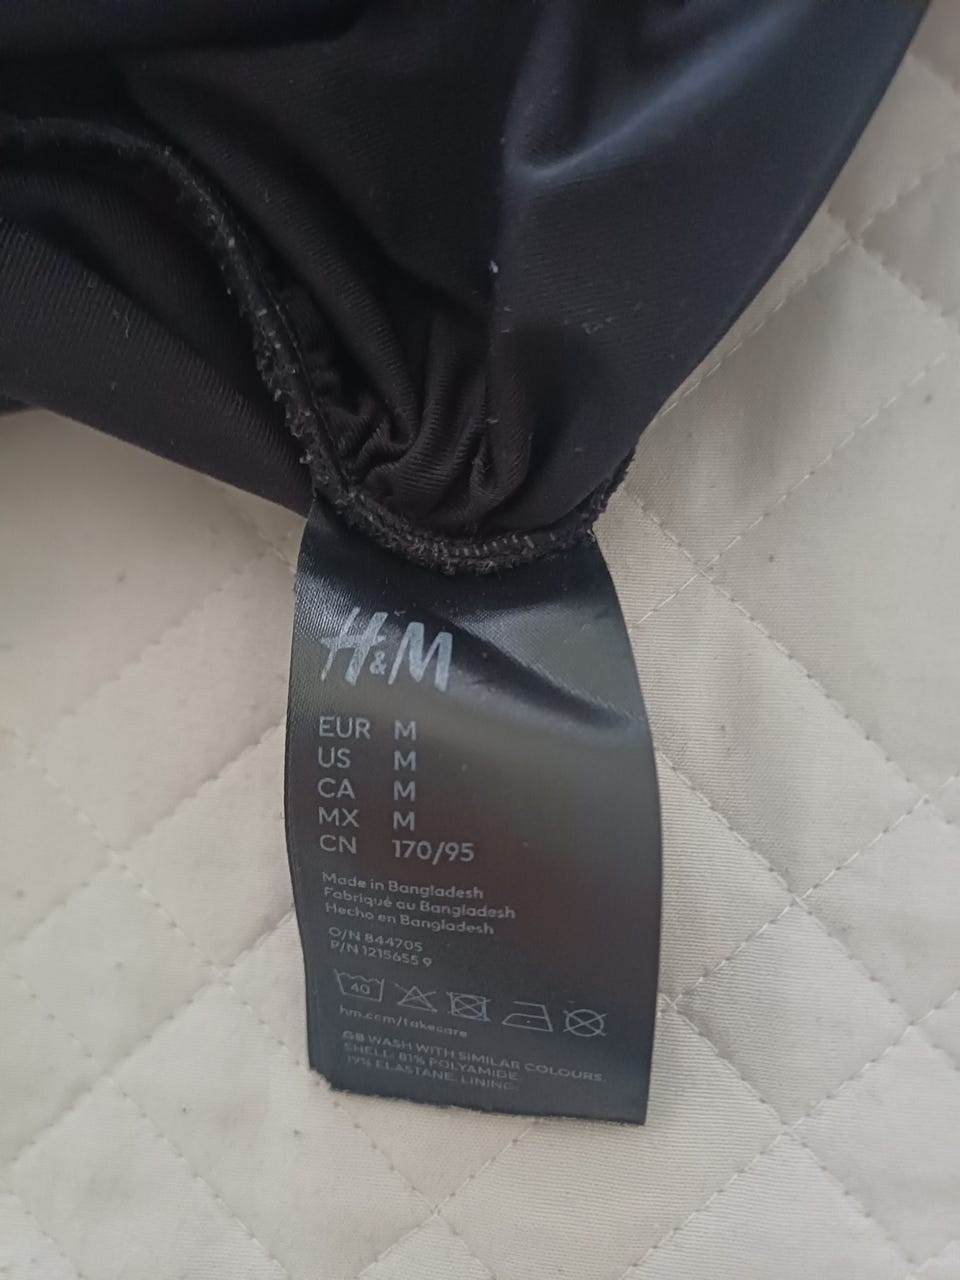 H&M
EUR M
US M
CA M
MX M
CN 170/95
Made in Bangladesh
Fabriqué au Bangladesh
Hecho en Bangladesh
O/N 844705
P/N 1215655 9
40
hm.com/takecare
GB WASH WITH SIMILAR COLOURS.
SHELL: 81% POLYAMIDE
19% ELASTANE. LINING: